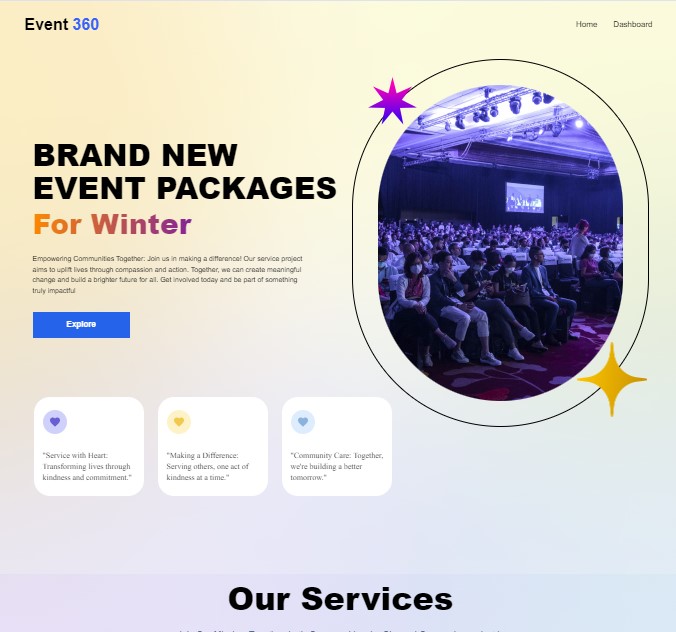 Event 360
Home Dashboard
BRAND NEW
EVENT PACKAGES
For Winter
Empowering Communities Together: Join us in making a difference! Our service project
aims to uplift lives through compassion and action. Together, we can create meaningful
change and build a brighter future for all. Get involved today and be part of something
truly impactful
Explore
"Service with Heart:
Transforming lives through
kindness and commitment."
"Making a Difference:
Serving others, one act of
kindness at a time."
"Community Care: Together,
we're building a better
tomorrow."
Our Services